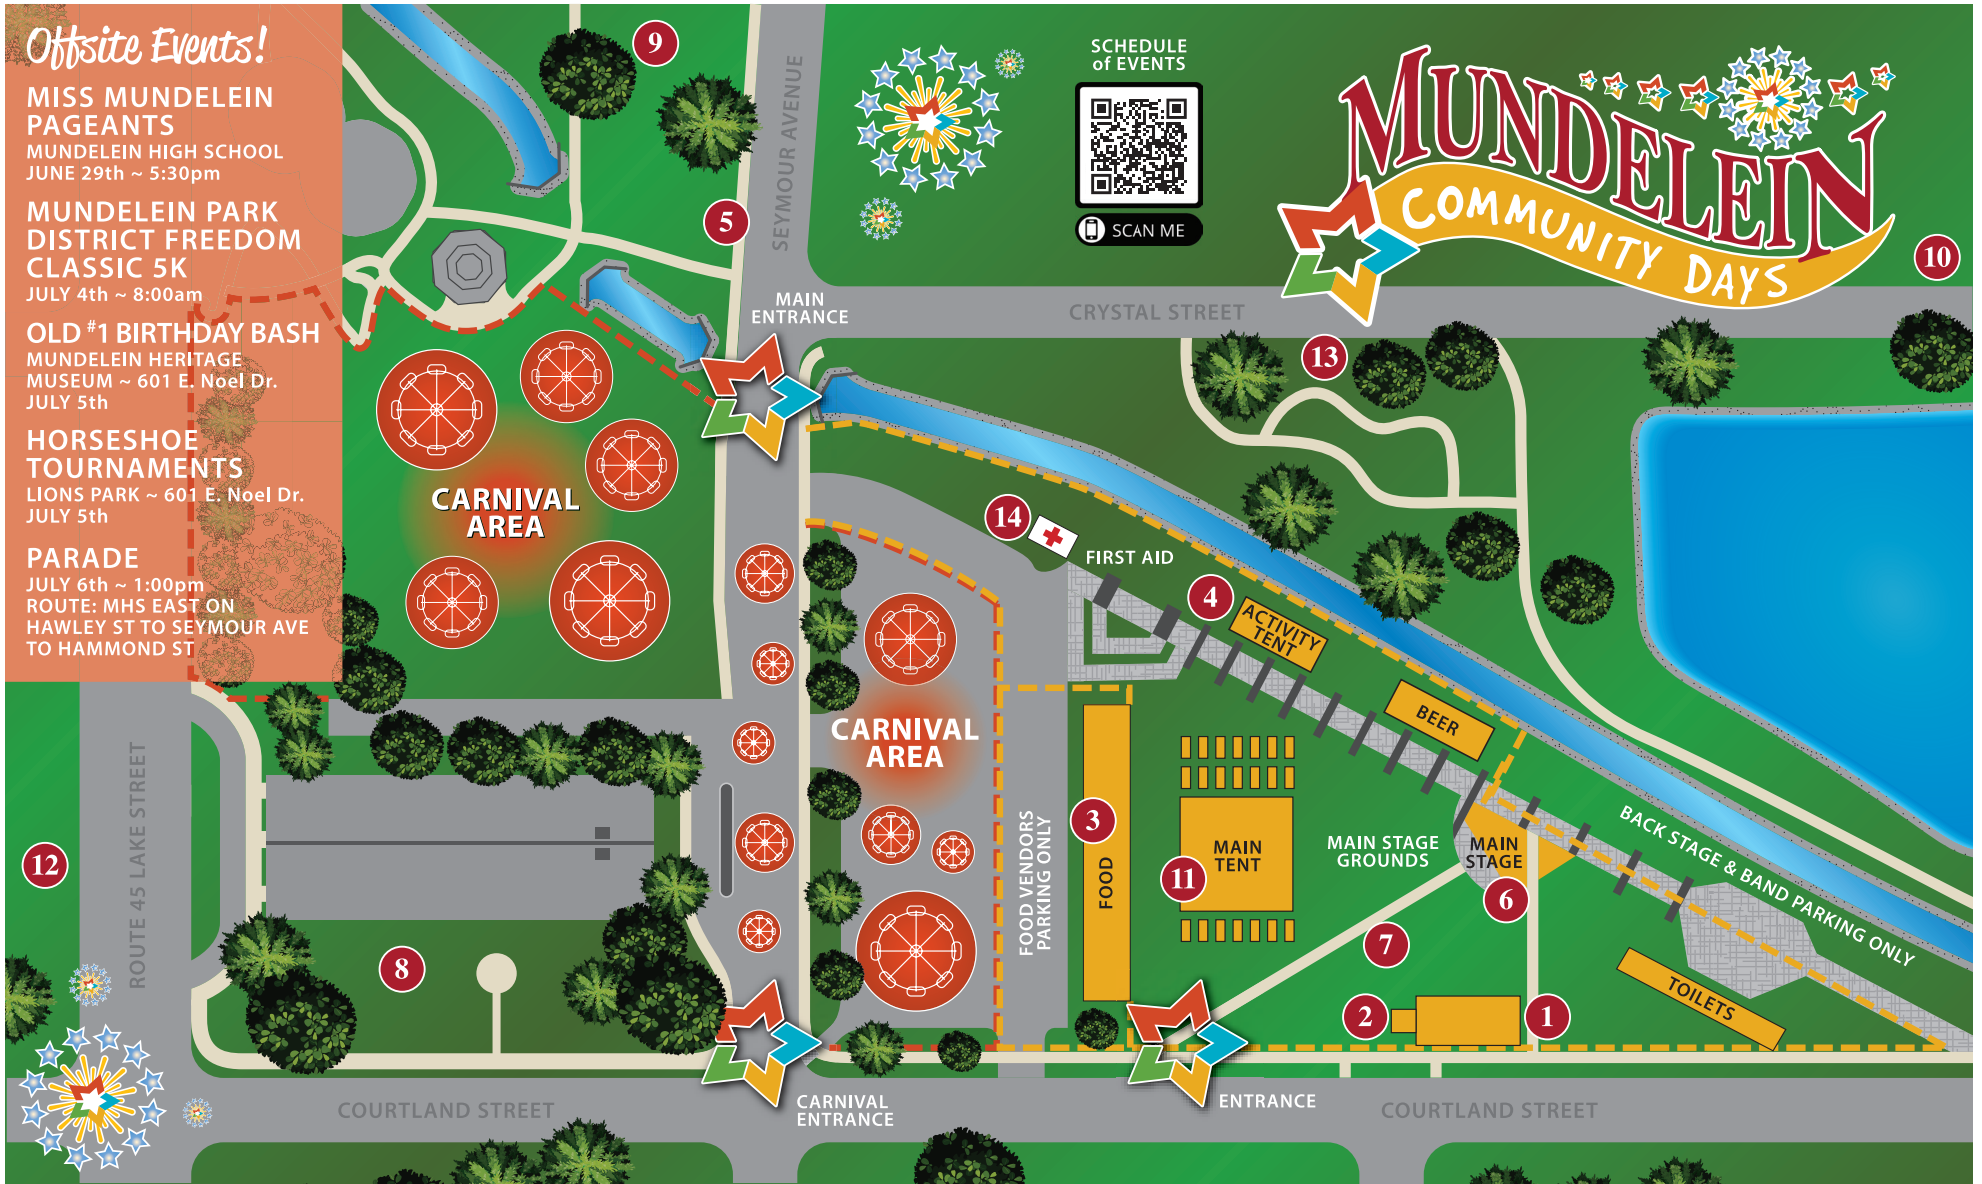 Offsite Events!
MISS MUNDELEIN
PAGEANTS
MUNDELEIN HIGH SCHOOL
JUNE 29th ~ 5:30pm
MUNDELEIN PARK
DISTRICT FREEDOM
CLASSIC 5K
JULY 4th ~ 8:00am
OLD #1 BIRTHDAY BASH
MUNDELEIN HERITAGE
MUSEUM ~ 601 E. Noel Dr.
JULY 5th
HORSESHOE
TOURNAMENTS
LIONS PARK ~ 601 E. Noel Dr.
JULY 5th
PARADE
JULY 6th ~ 1:00pm
ROUTE: MHS EAST ON
HAWLEY ST TO SEYMOUR AVE
TO HAMMOND ST
9
5
SEYMOUR AVENUE
SCHEDULE
of EVENTS
SCAN ME
MUNDELEIN
COMMUNITY DAYS
10
MAIN
ENTRANCE
CRYSTAL STREET
13
CARNIVAL
AREA
14
FIRST AID
4
ACTIVITY
TENT
BEER
CARNIVAL
AREA
ROUTE 45 LAKE STREET
12
8
FOOD VENDORS
PARKING ONLY
3
FOOD
11
MAIN
TENT
MAIN STAGE
GROUNDS
MAIN
STAGE
6
7
BACK STAGE & BAND PARKING ONLY
TOILETS
2
1
CARNIVAL
ENTRANCE
ENTRANCE
COURTLAND STREET
COURTLAND STREET